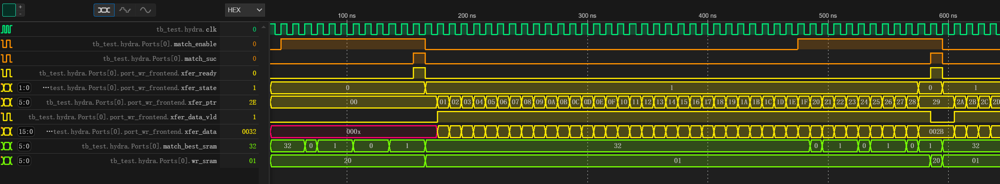 +
-
HEX
100 ns 200 ns 300 ns 400 ns 500 ns 600 ns
tb_test.hydra.clk 0
tb_test.hydra.Ports[0].match_enable 0
tb_test.hydra.Ports[0].match_suc 0
tb_test.hydra.Ports[0].port_wr_frontend.xfer_ready 0
1:0 ···test.hydra.Ports[0].port_wr_frontend.xfer_state 1 0 1 0 1
5:0 tb_test.hydra.Ports[0].port_wr_frontend.xfer_ptr 2E 00 01 02 03 04 05 06 07 08 09 0A 0B 0C 0D 0E 0F 10 11 12 13 14 15 16 17 18 19 1A 1B 1C 1D 1E 1F 20 21 22 23 24 25 26 27 28 29 2A 2B 2C 2D
tb_test.hydra.Ports[0].port_wr_frontend.xfer_data_vld 1
15:0 ···test.hydra.Ports[0].port_wr_frontend.xfer_data 0032 000x 002B
5:0 tb_test.hydra.Ports[0].match_best_sram 32 32 0 1 0 1 32 0 1 0 1 0 1 32
5:0 tb_test.hydra.Ports[0].wr_sram 01 20 01 20 01